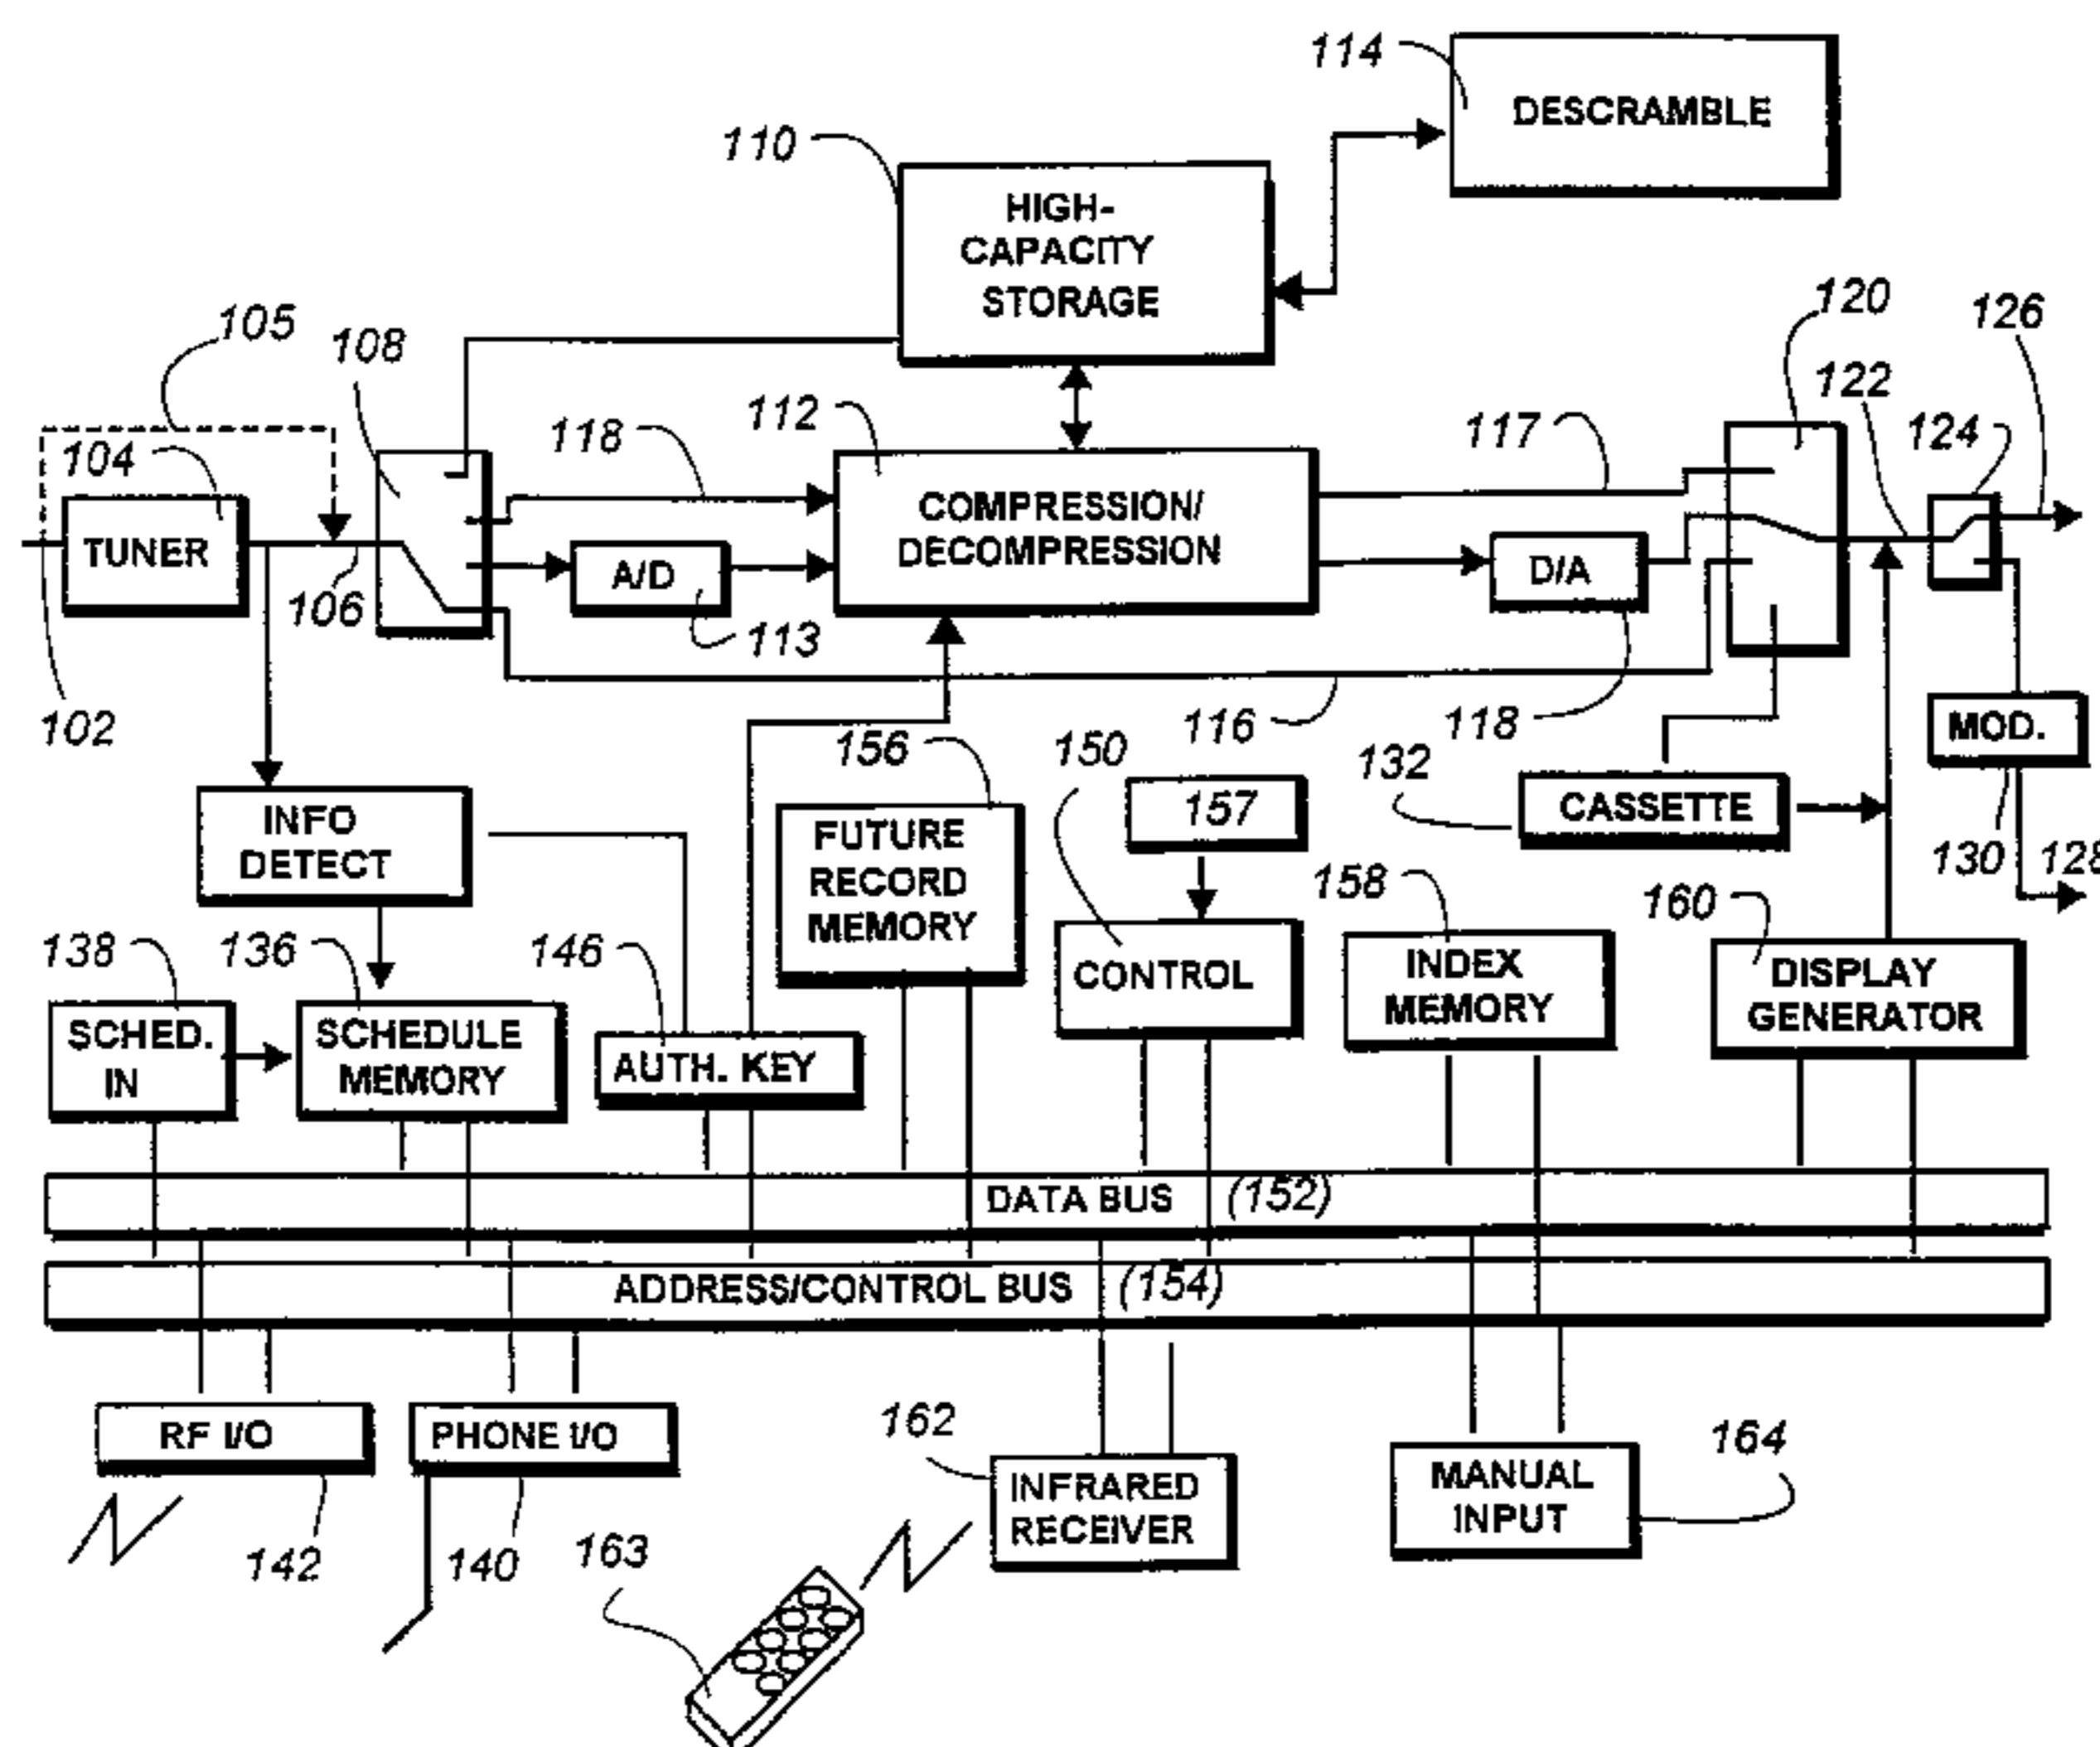 114
DESCRAMBLE
110
HIGH-
CAPACITY
STORAGE
105
108
120
126
104
118
112
117
122
124
TUNER
COMPRESSION/
DECOMPRESSION
A/D
D/A
106
113
102
116
118
MOD.
156
150
132
157
CASSETTE
INFO
DETECT
FUTURE
RECORD
MEMORY
158
130
128
160
138
136
146
CONTROL
INDEX
MEMORY
DISPLAY
GENERATOR
SCHED.
IN
SCHEDULE
MEMORY
AUTH. KEY
DATA BUS (152)
ADDRESS/CONTROL BUS (154)
RF I/O
PHONE I/O
162
164
INFRARED
RECEIVER
MANUAL
INPUT
142
140
163